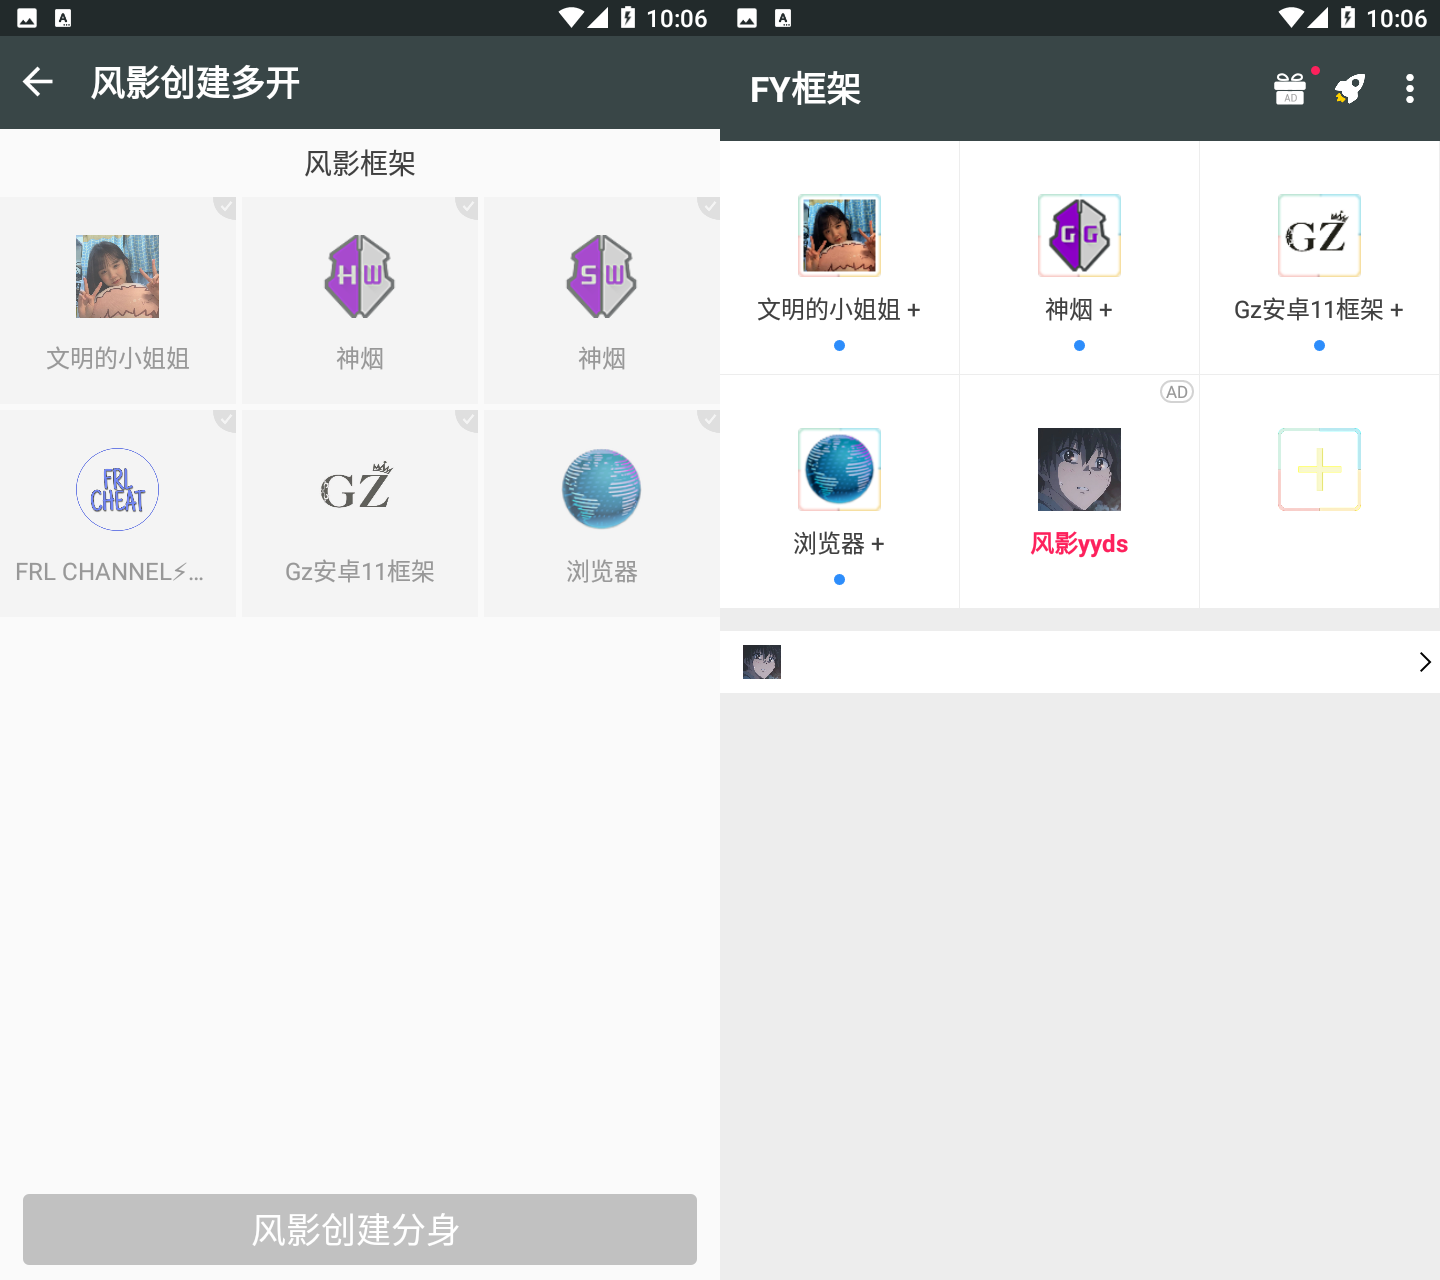 10:06
风影创建多开
风影框架
文明的小姐姐
HW
神烟
SW
神烟
FRL
CHEAT
FRL CHANNEL⚡...
GZ
Gz安卓11框架
浏览器
风影创建分身
10:06
FY框架
AD
文明的小姐姐 +
GG
神烟 +
GZ
Gz安卓11框架 +
浏览器 +
AD
风影yyds